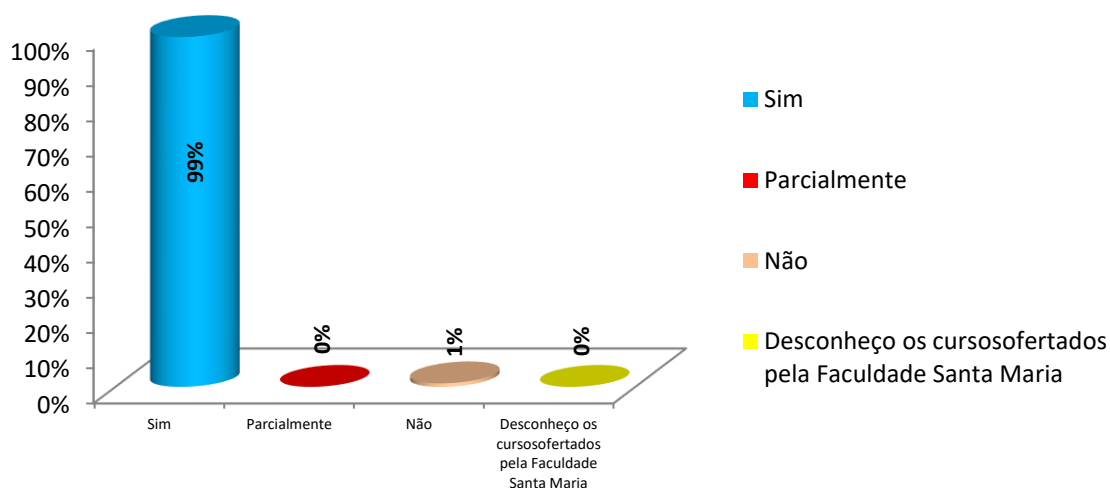 100%
90%
80%
70%
60%
50%
40%
30%
20%
10%
0%
99%
0%
1%
0%
Sim
Parcialmente
Não
Desconheço os
cursosofertados
pela Faculdade
Santa Maria
Sim
Parcialmente
Não
Desconheço os cursosofertados
pela Faculdade Santa Maria